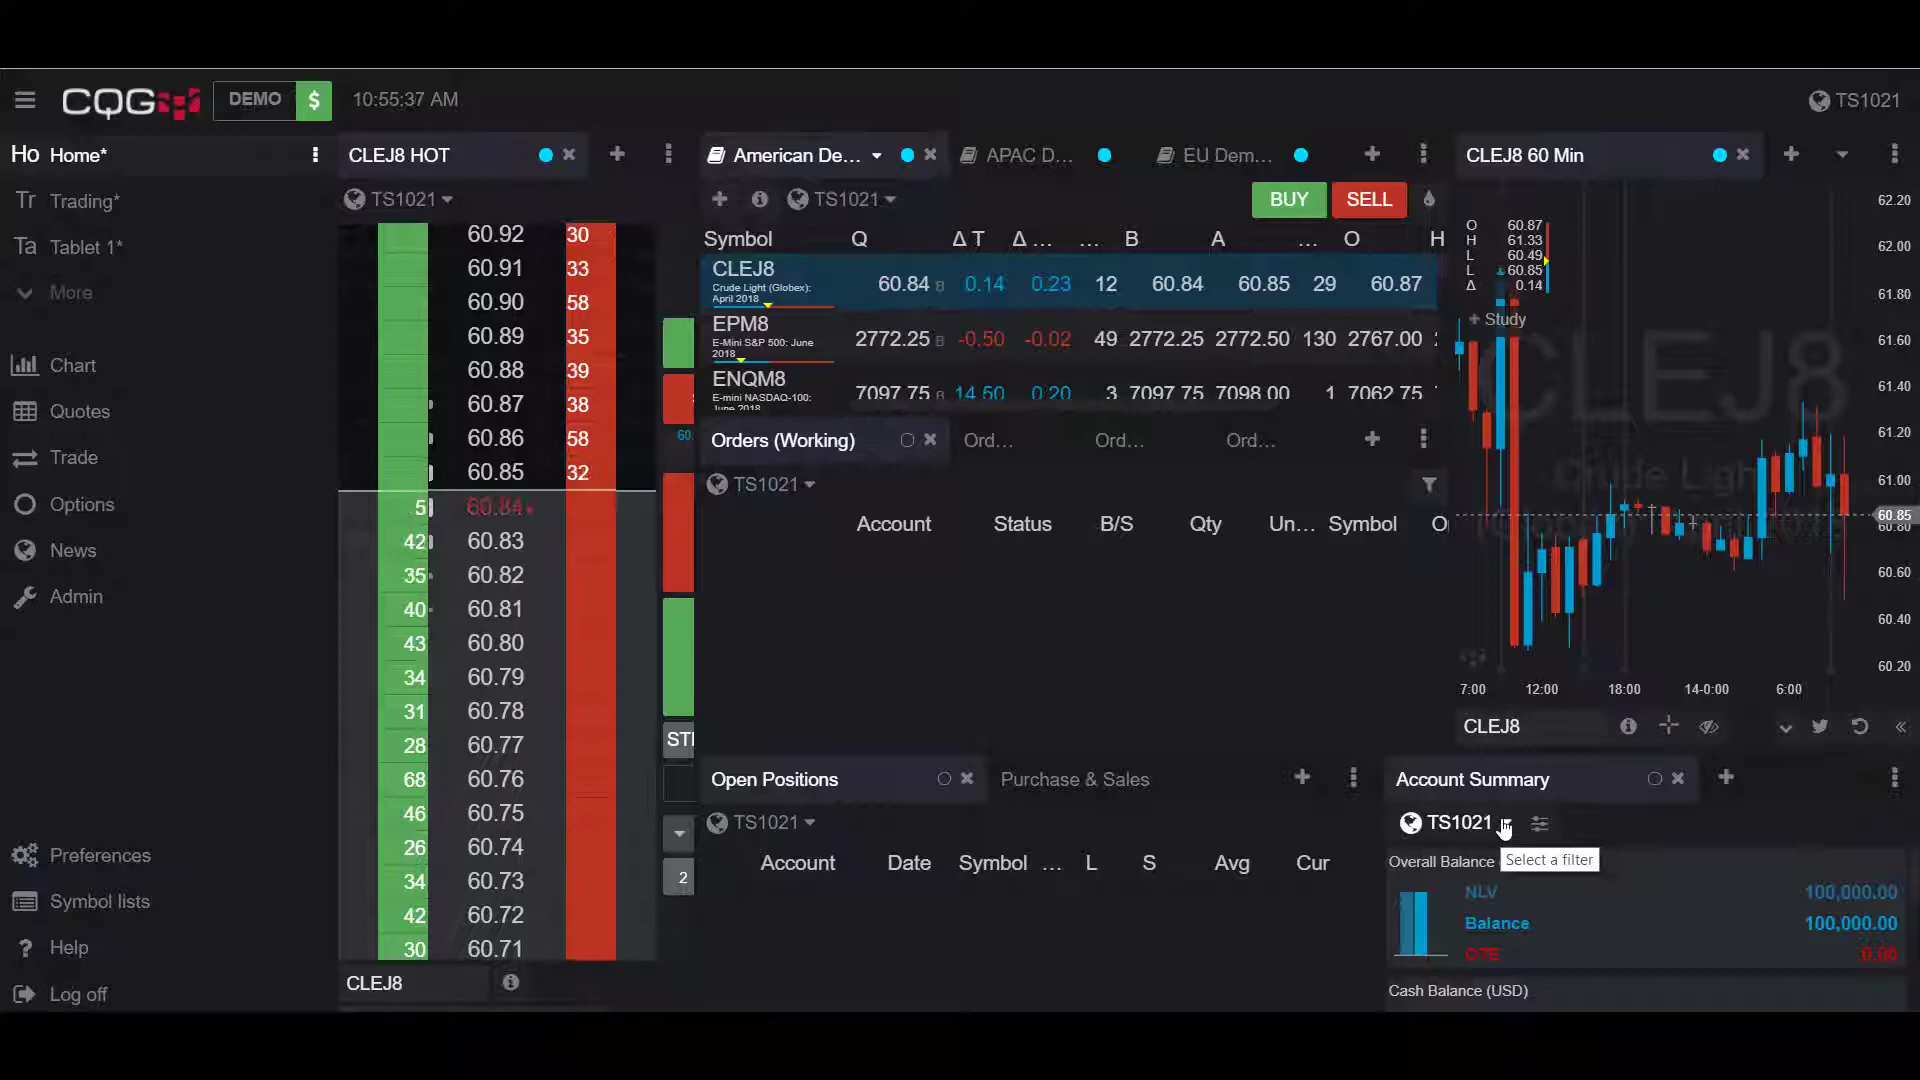 CQG DEMO $ 10:55:37 AM TS1021
Ho Home*
Tr Trading*
Ta Tablet 1*
More
Chart
Quotes
Trade
Options
News
Admin
Preferences
Symbol lists
? Help
Log off
CLEJ8 HOT
TS1021
60.92 30
60.91 33
60.90 58
60.89 35
60.88 39
60.87 38
60.86 58
60.85 32
5 60.84
42 60.83
35 60.82
40 60.81
43 60.80
34 60.79
31 60.78
28 60.77
68 60.76
46 60.75
26 60.74
34 60.73
42 60.72
30 60.71
CLEJ8
60.
2
American De... APAC D... EU Dem...
TS1021 BUY SELL
Symbol Q Δ T Δ ... ... B A ... O H
CLEJ8 60.84 B 0.14 0.23 12 60.84 60.85 29 60.87
Crude Light (Globex):
April 2018
EPM8 2772.25 B -0.50 -0.02 49 2772.25 2772.50 130 2767.00
E-Mini S&P 500: June
2018
ENQM8 7097.75 B 14.50 0.20 3 7097.75 7098.00 1 7062.75
E-mini NASDAQ-100:
June 2018
Orders (Working) Ord... Ord... Ord...
TS1021
Account Status B/S Qty Un... Symbol O
Open Positions Purchase & Sales
TS1021
Account Date Symbol ... L S Avg Cur
CLEJ8 60 Min
O 60.87
H 61.33
L 60.49
L 60.85
Δ 0.14
+ Study
CLEJ8
Crude Ligh
62.20
62.00
61.80
61.60
61.40
61.20
61.00
60.85
60.80
60.60
60.40
60.20
7:00 12:00 18:00 14-0:00 6:00
CLEJ8
Account Summary
TS1021
Select a filter
Overall Balance
NLV 100,000.00
Balance 100,000.00
OTE 0.00
Cash Balance (USD)